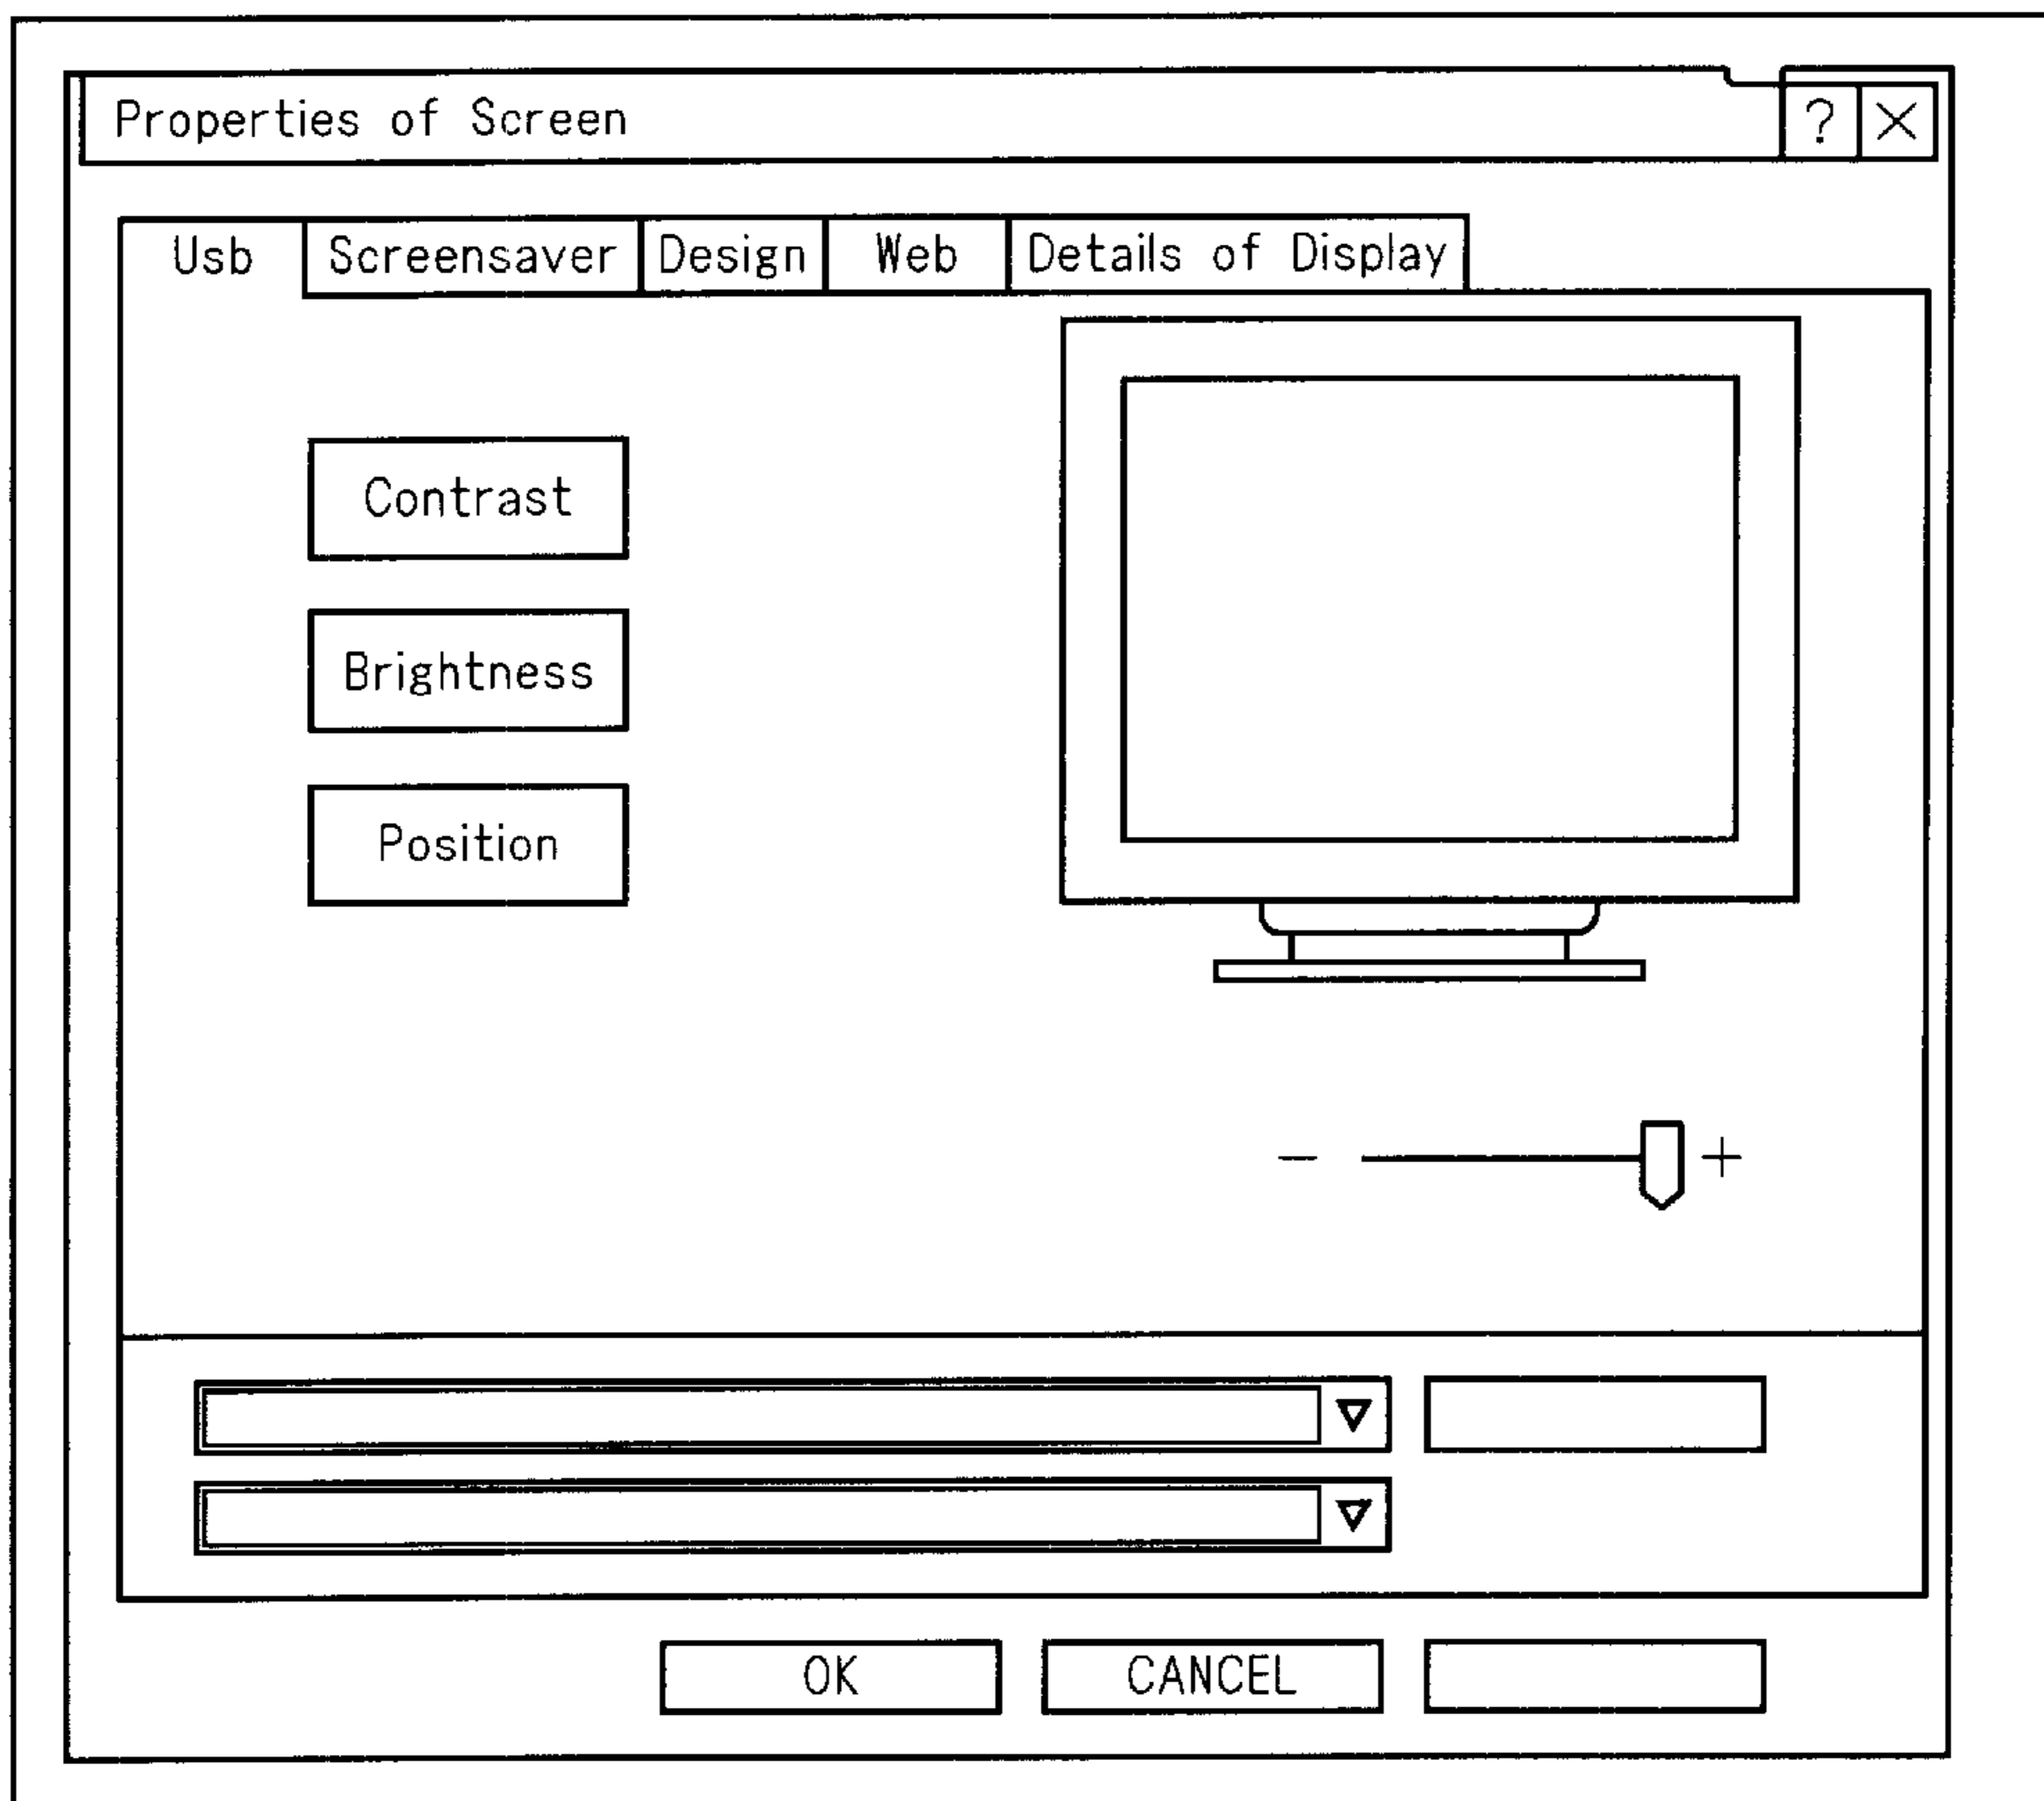 Properties of Screen ? ×
Usb Screensaver Design Web Details of Display
Contrast
Brightness
Position
- +
OK CANCEL